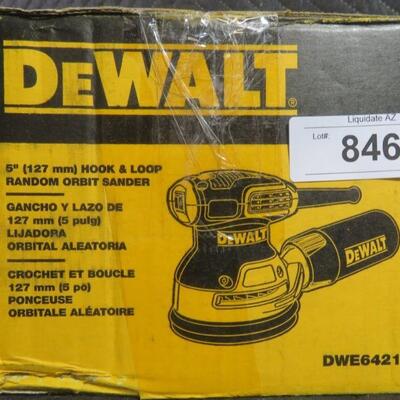 DEWALT
Liquidate AZ
Lot#: 846
5" (127 mm) HOOK & LOOP
RANDOM ORBIT SANDER
GANCHO Y LAZO DE
127 mm (5 pulg)
LIJADORA
ORBITAL ALEATORIA
CROCHET ET BOUCLE
127 mm (5 po)
PONCEUSE
ORBITALE ALÉATOIRE
DEWALT
DEWALT
DWE6421